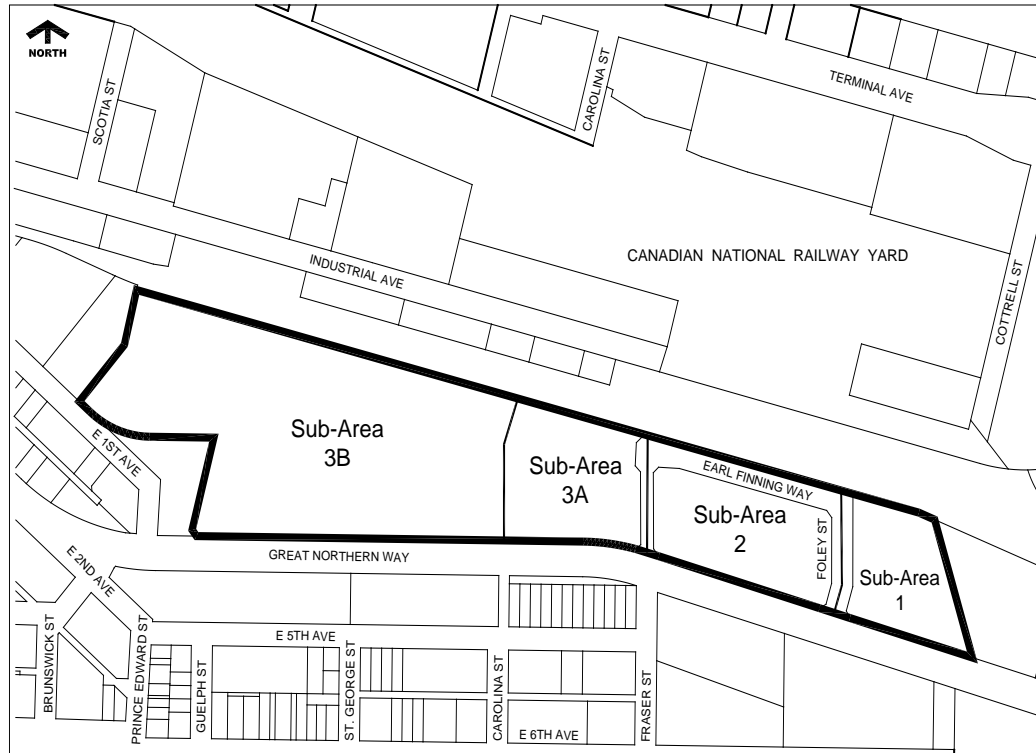 NORTH
SCOTIA ST
CAROLINA ST
TERMINAL AVE
CANADIAN NATIONAL RAILWAY YARD
INDUSTRIAL AVE
COTTRELL ST
E 1ST AVE
Sub-Area
3B
Sub-Area
3A
EARL FINNING WAY
Sub-Area
2
FOLEY ST
Sub-Area
1
GREAT NORTHERN WAY
E 2ND AVE
E 5TH AVE
BRUNSWICK ST
PRINCE EDWARD ST
GUELPH ST
ST. GEORGE ST
CAROLINA ST
E 6TH AVE
FRASER ST